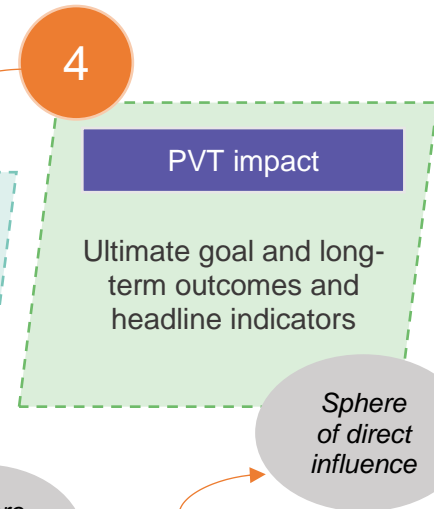 4
PVT impact
Ultimate goal and long-
term outcomes and
headline indicators
Sphere
of direct
influence